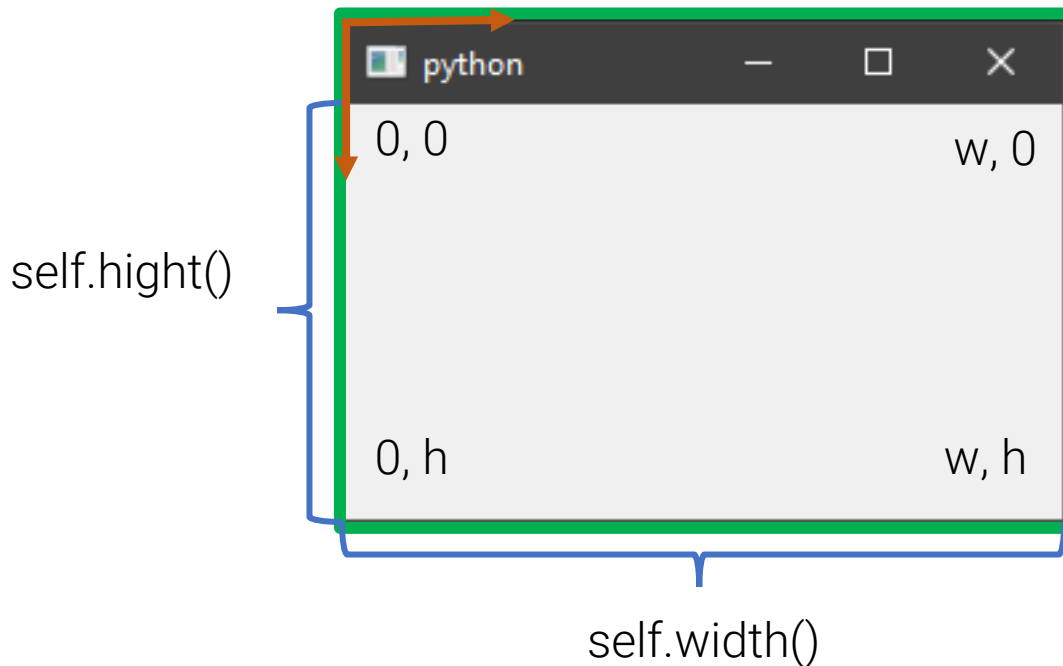 python
0, 0
w, 0
self.hight()
0, h
w, h
self.width()